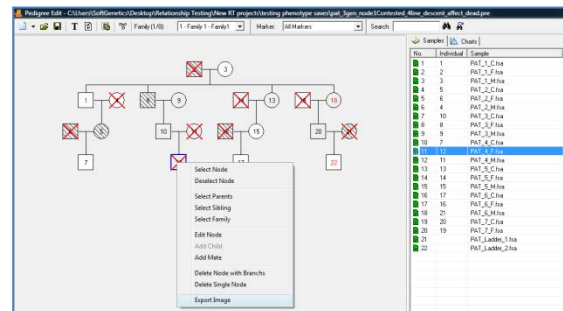 Pedigree Edit - C:\Users\SoftGenetics\Desktop\Relationship Testing\New RT projects\testing phenotype saves\pat_3gen_node1Contested_4line_descent_affect_dead.pre
Family (1/8): 1 - Family1 - Family1 Marker: All Markers Search:
Samples Charts
No. Individual Sample
1 1 PAT_1_C.fsa
2 2 PAT_1_F.fsa
3 3 PAT_1_M.fsa
4 5 PAT_2_C.fsa
5 6 PAT_2_F.fsa
6 4 PAT_2_M.fsa
7 10 PAT_3_C.fsa
8 8 PAT_3_F.fsa
9 9 PAT_3_M.fsa
10 7 PAT_4_C.fsa
11 12 PAT_4_F.fsa
12 11 PAT_4_M.fsa
13 13 PAT_5_C.fsa
14 14 PAT_5_F.fsa
15 15 PAT_5_M.fsa
16 17 PAT_6_C.fsa
17 16 PAT_6_F.fsa
18 21 PAT_6_M.fsa
19 20 PAT_7_C.fsa
20 19 PAT_7_F.fsa
21 PAT_Ladder_1.fsa
22 PAT_Ladder_2.fsa
3
1 9 13 18
10 15 20
7 22
Select Node
Deselect Node
Select Parents
Select Sibling
Select Family
Edit Node
Add Child
Add Mate
Delete Node with Branchs
Delete Single Node
Export Image